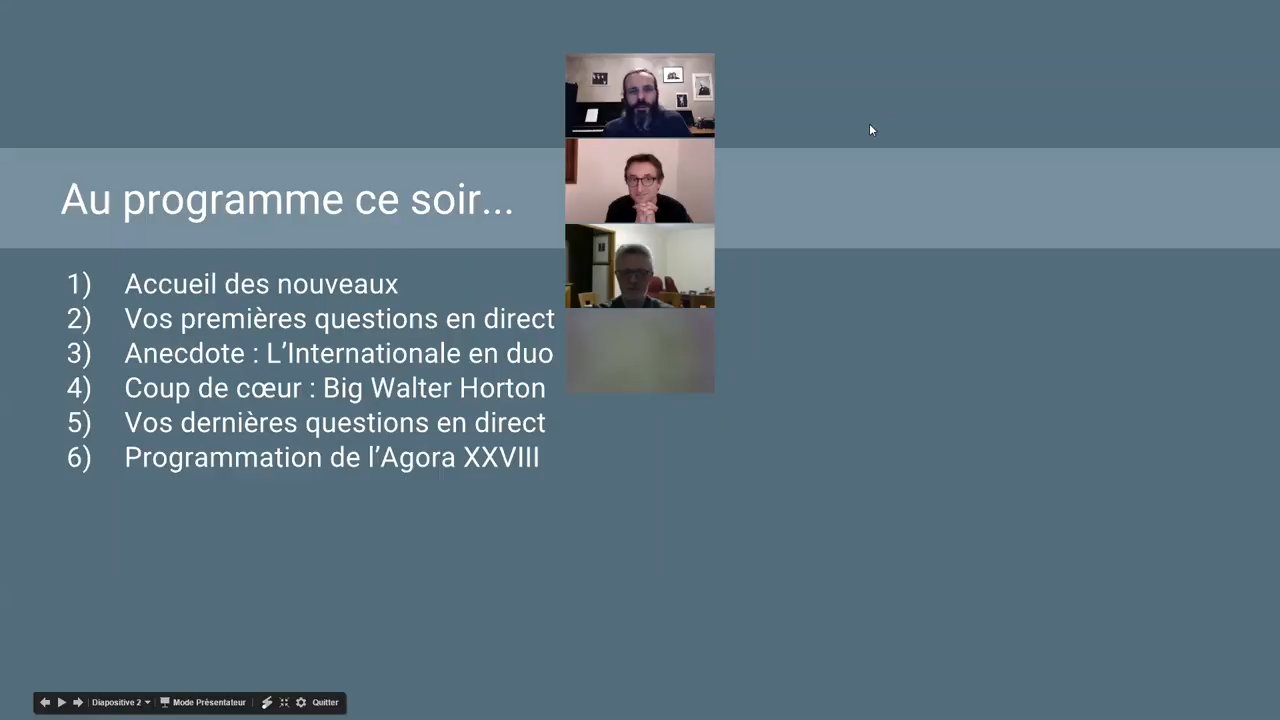 Au programme ce soir...
1) Accueil des nouveaux
2) Vos premières questions en direct
3) Anecdote : L’Internationale en duo
4) Coup de cœur : Big Walter Horton
5) Vos dernières questions en direct
6) Programmation de l’Agora XXVIII
Diapositive 2 Mode Présentateur Quitter